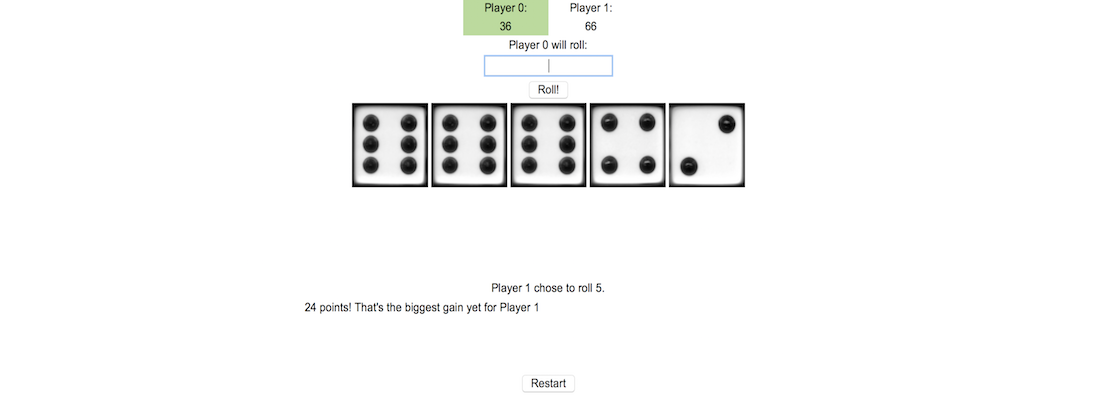 Player 0: Player 1:
36 66
Player 0 will roll:
Roll!
Player 1 chose to roll 5.
24 points! That's the biggest gain yet for Player 1
Restart